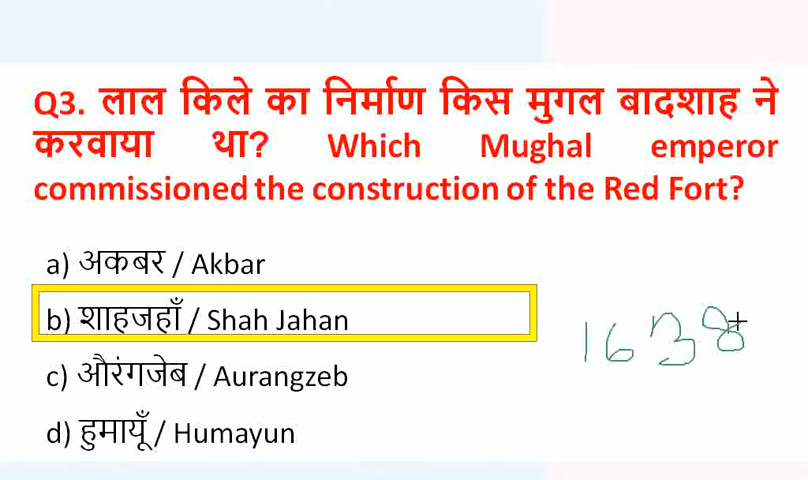 Q3. लाल किले का निर्माण किस मुगल बादशाह ने
करवाया था? Which Mughal emperor
commissioned the construction of the Red Fort?
a) अकबर / Akbar
b) शाहजहाँ / Shah Jahan
1638
c) औरंगजेब / Aurangzeb
d) हुमायूँ / Humayun